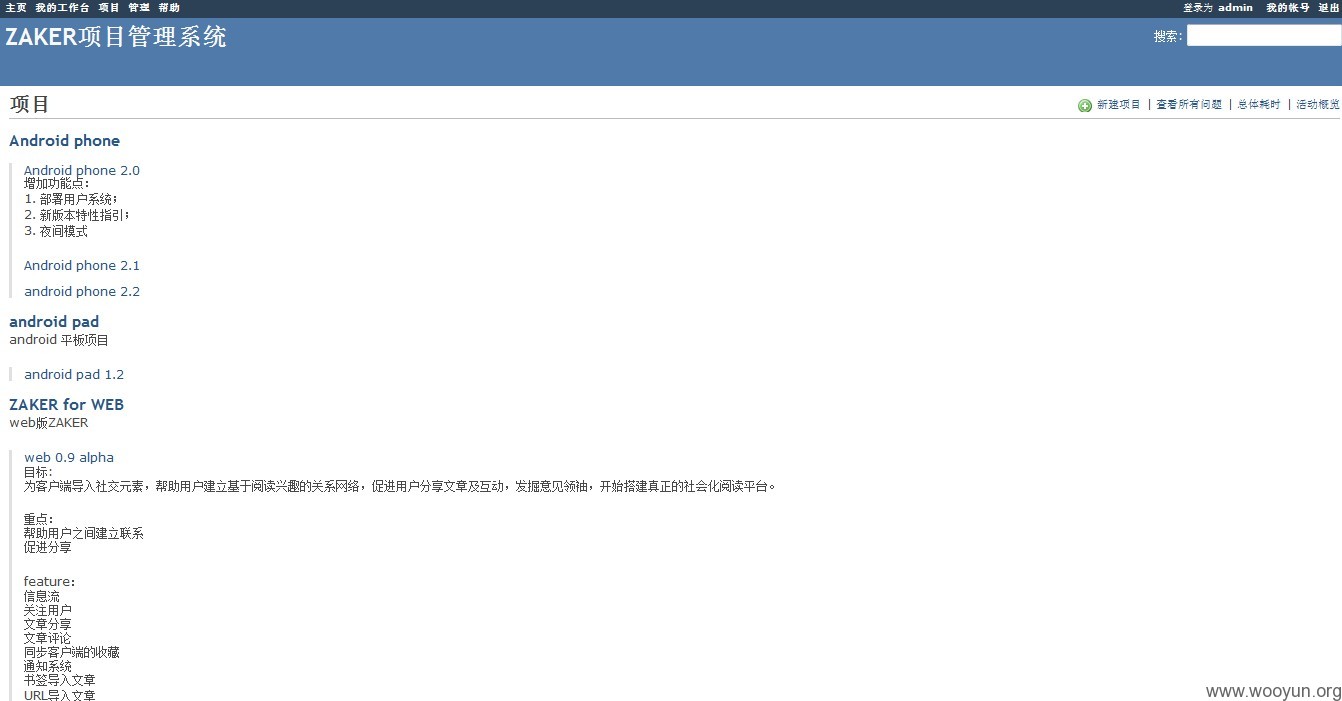 主页 我的工作台 项目 管理 帮助 登录为 admin 我的帐号 退出
ZAKER项目管理系统 搜索:
项目 新建项目 | 查看所有问题 | 总体耗时 | 活动概览
Android phone
Android phone 2.0
增加功能点：
1. 部署用户系统；
2. 新版本特性指引；
3. 夜间模式
Android phone 2.1
android phone 2.2
android pad
android 平板项目
android pad 1.2
ZAKER for WEB
web版ZAKER
web 0.9 alpha
目标：
为客户端导入社交元素，帮助用户建立基于阅读兴趣的关系网络，促进用户分享文章及互动，发掘意见领袖，开始搭建真正的社会化阅读平台。
重点：
帮助用户之间建立联系
促进分享
feature：
信息流
关注用户
文章分享
文章评论
同步客户端的收藏
通知系统
书签导入文章
URL导入文章
www.wooyun.org